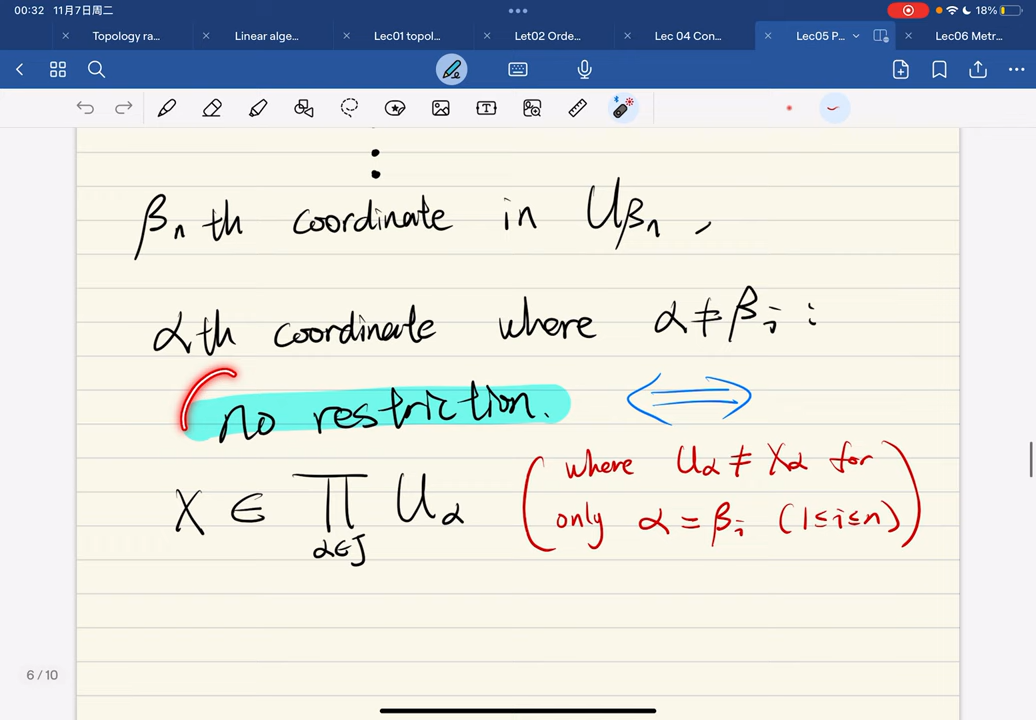 00:32 11月7日周二
18%
Topology ra...
Linear alge...
Lec01 topol...
Let02 Orde...
Lec 04 Con...
Lec05 P...
Lec06 Metr...
βₙ th coordinate in Uβₙ ,
αth coordinate where α ≠ βᵢ :
no restriction. ⟺
(where Uα ≠ Xα for
x ∈ ∏ Uα
α∈J
only α = βᵢ (1≤i≤n))
6 / 10